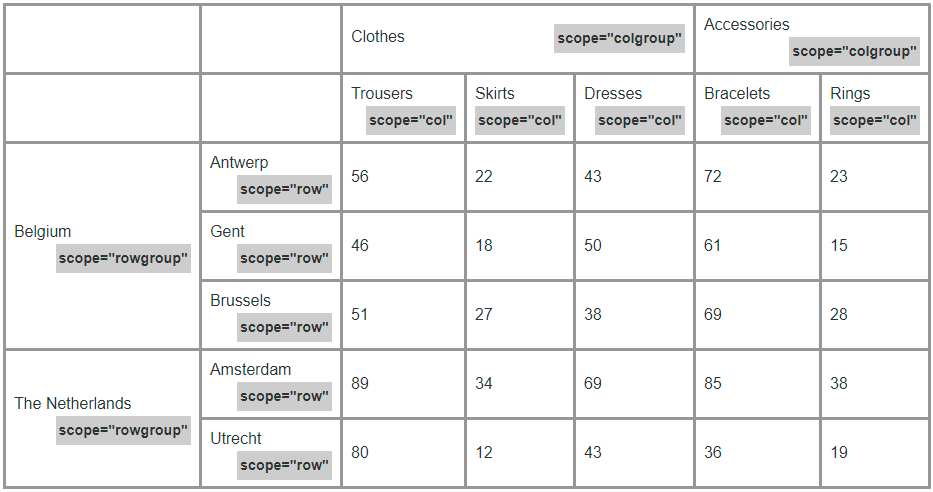 Clothes scope="colgroup" Accessories scope="colgroup"
Trousers scope="col" Skirts scope="col" Dresses scope="col" Bracelets scope="col" Rings scope="col"
Belgium scope="rowgroup" Antwerp scope="row" 56 22 43 72 23
Gent scope="row" 46 18 50 61 15
Brussels scope="row" 51 27 38 69 28
The Netherlands scope="rowgroup" Amsterdam scope="row" 89 34 69 85 38
Utrecht scope="row" 80 12 43 36 19